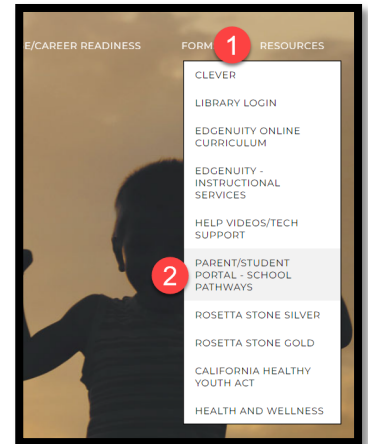 E/CAREER READINESS FORM 1 RESOURCES
CLEVER
LIBRARY LOGIN
EDGENUITY ONLINE
CURRICULUM
EDGENUITY -
INSTRUCTIONAL
SERVICES
HELP VIDEOS/TECH
SUPPORT
PARENT/STUDENT
2 PORTAL - SCHOOL
PATHWAYS
ROSETTA STONE SILVER
ROSETTA STONE GOLD
CALIFORNIA HEALTHY
YOUTH ACT
HEALTH AND WELLNESS